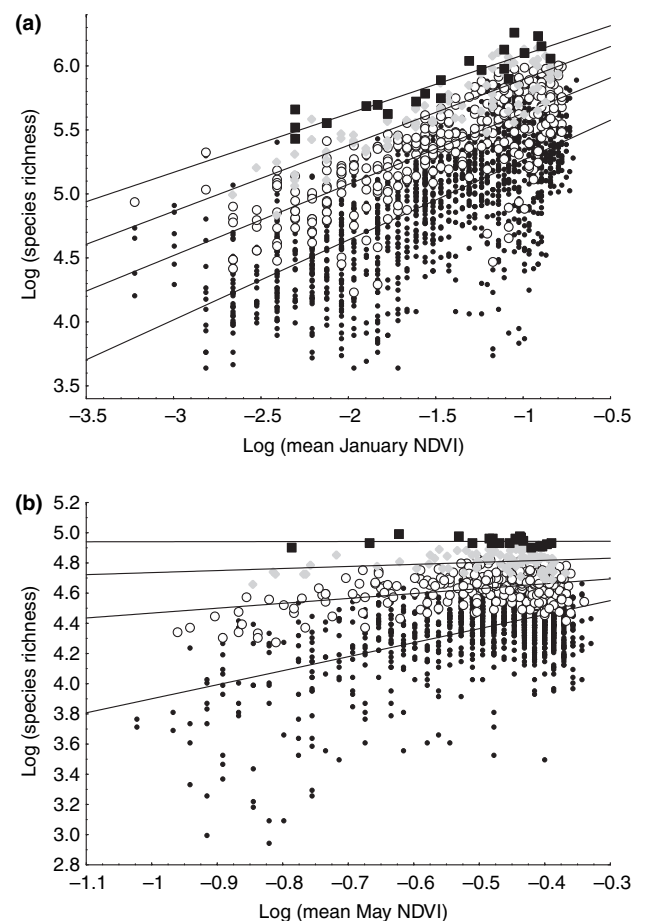 (a)
6.0
5.5
5.0
4.5
4.0
3.5
Log (species richness)
–3.5 –3 –2.5 –2 –1.5 –1 –0.5
Log (mean January NDVI)
(b)
5.2
5.0
4.8
4.6
4.4
4.2
4.0
3.8
3.6
3.4
3.2
3.0
2.8
Log (species richness)
–1.1 –1 –0.9 –0.8 –0.7 –0.6 –0.5 –0.4 –0.3
Log (mean May NDVI)